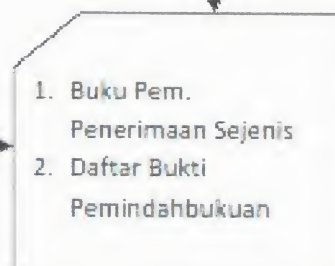 1. Buku Pem.
Penerimaan Sejenis
2. Daftar Bukti
Pemindahbukuan